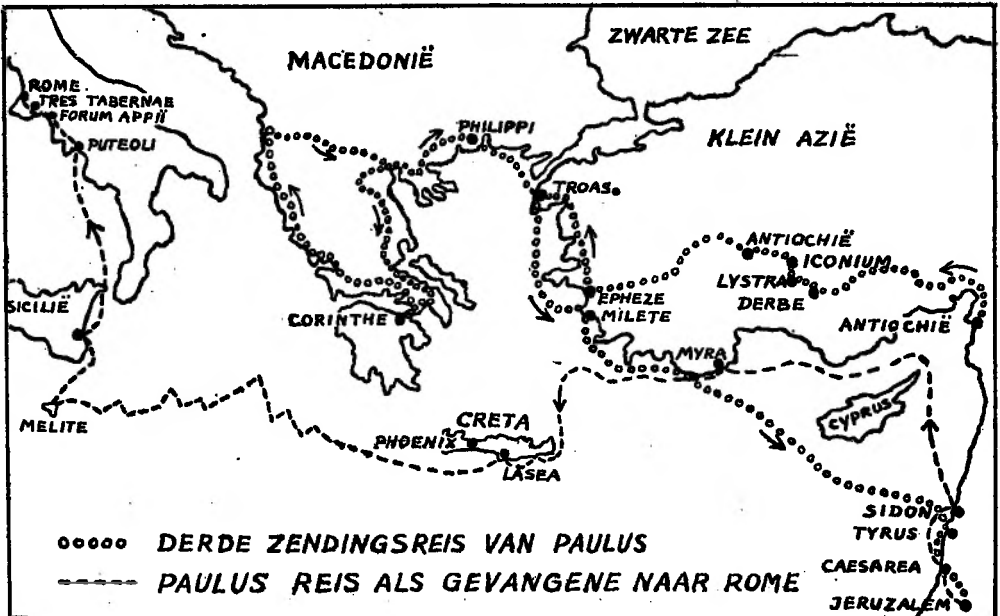 ZWARTE ZEE
MACEDONIË
ROME.
TRES TABERNAE
FORUM APPII
PUTEOLI
PHILIPPI
KLEIN AZIË
TROAS.
ANTIOCHIË
ICONIUM
LYSTRA
DERBE
EPHEZE
MILETE
SICILIË
CORINTHE
ANTIOCHIË
MYRA
MELITE
CRETA
PHOENIX
LASEA
CYPRUS
SIDON
TYRUS
CAESAREA
JERUZALEM
DERDE ZENDINGSREIS VAN PAULUS
PAULUS REIS ALS GEVANGENE NAAR ROME